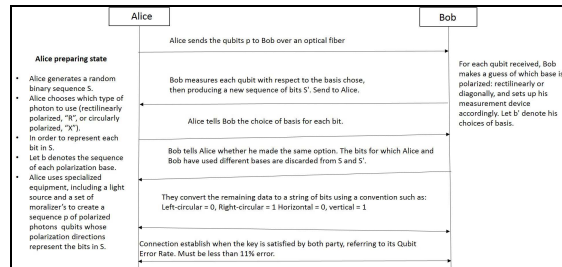 Alice
Bob
Alice sends the qubits p to Bob over an optical fiber
Alice preparing state
• Alice generates a random
binary sequence S.
• Alice chooses which type of
photon to use (rectilinearly
polarized, “R”, or circularly
polarized, “X”).
• In order to represent each
bit in S.
• Let b denotes the sequence
of each polarization base.
• Alice uses specialized
equipment, including a light
source and a set of
moralizer's to create a
sequence p of polarized
photons qubits whose
polarization directions
represent the bits in S.
For each qubit received, Bob
makes a guess of which base is
polarized: rectilinearly or
diagonally, and sets up his
measurement device
accordingly. Let b' denote his
choices of basis.
Bob measures each qubit with respect to the basis chose,
then producing a new sequence of bits S'. Send to Alice.
Alice tells Bob the choice of basis for each bit.
Bob tells Alice whether he made the same option. The bits for which Alice and
Bob have used different bases are discarded from S and S'.
They convert the remaining data to a string of bits using a convention such as:
Left-circular = 0, Right-circular = 1 Horizontal = 0, vertical = 1
Connection establish when the key is satisfied by both party, referring to its Qubit
Error Rate. Must be less than 11% error.